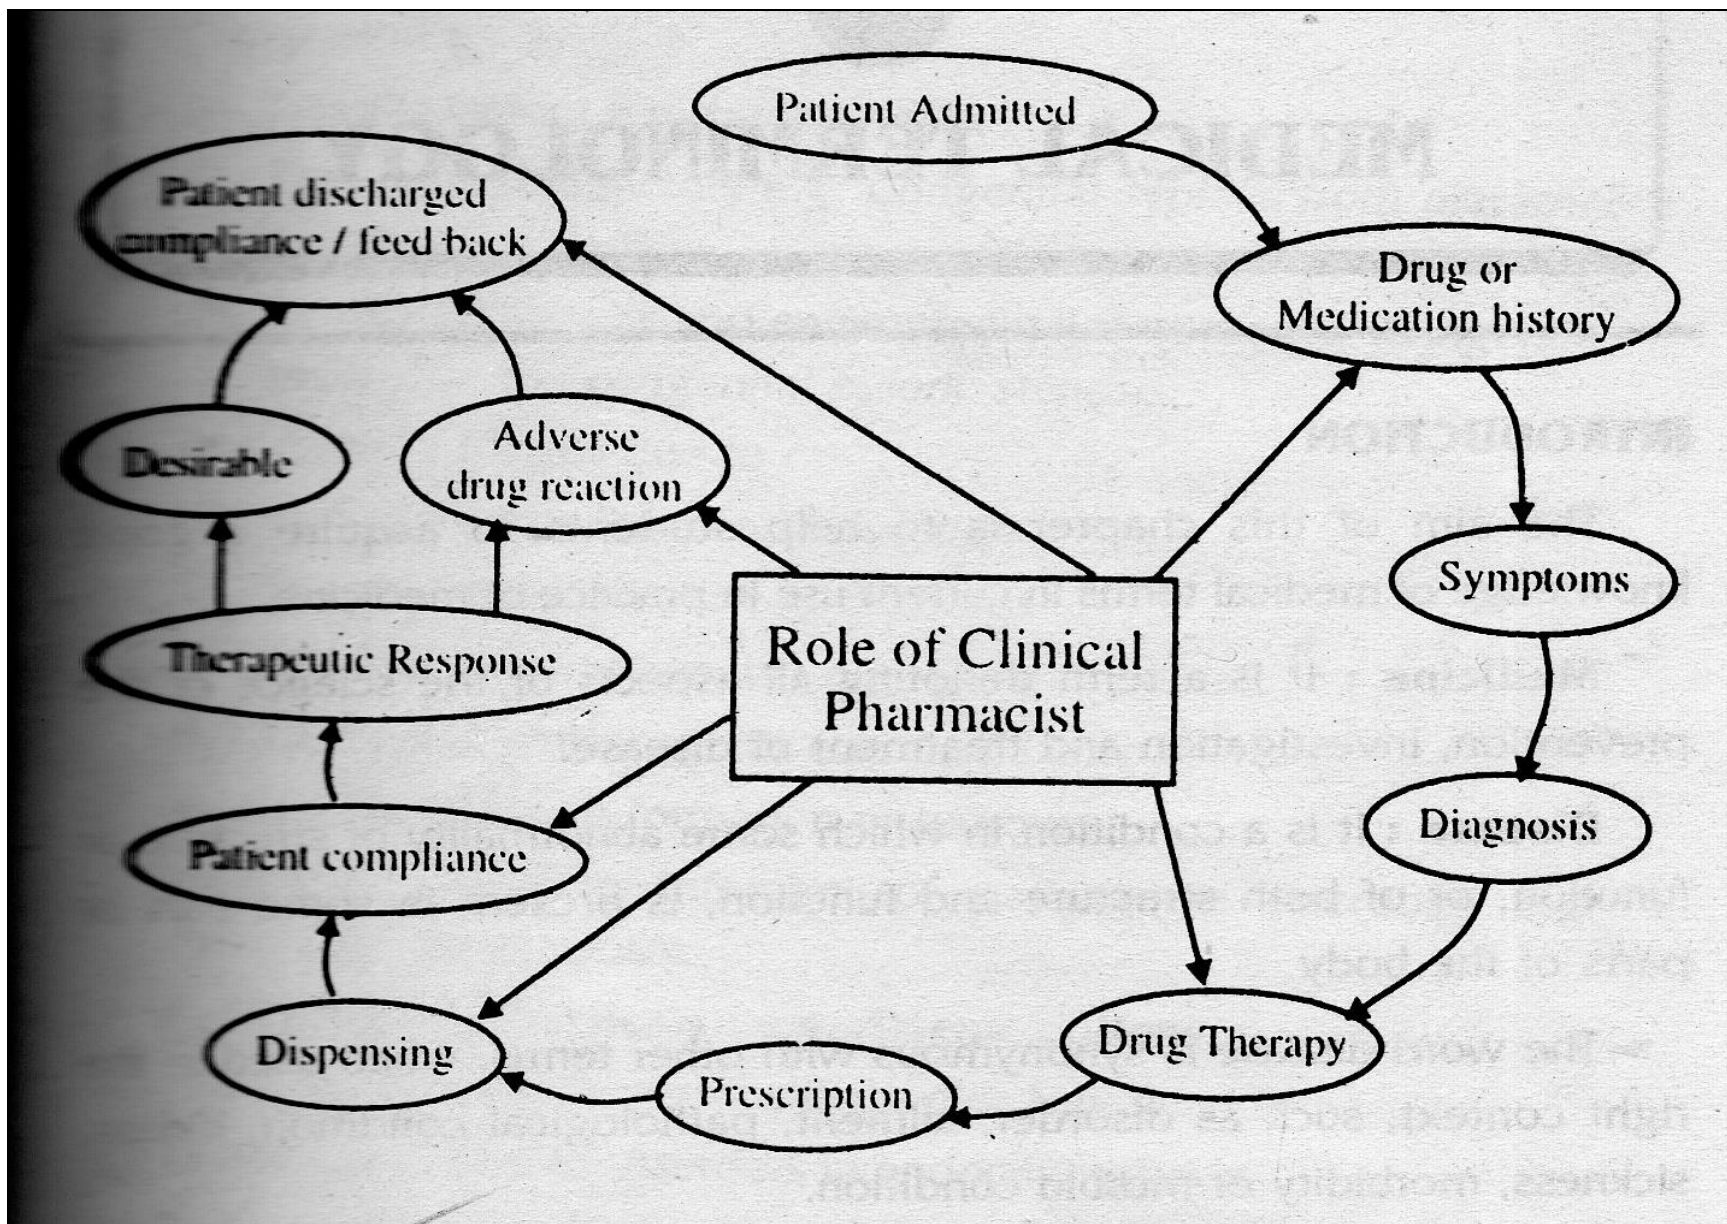 Patient Admitted
Patient discharged
compliance / feed back
Drug or
Medication history
Desirable
Adverse
drug reaction
Symptoms
Role of Clinical
Pharmacist
Therapeutic Response
Diagnosis
Patient compliance
Drug Therapy
Dispensing
Prescription